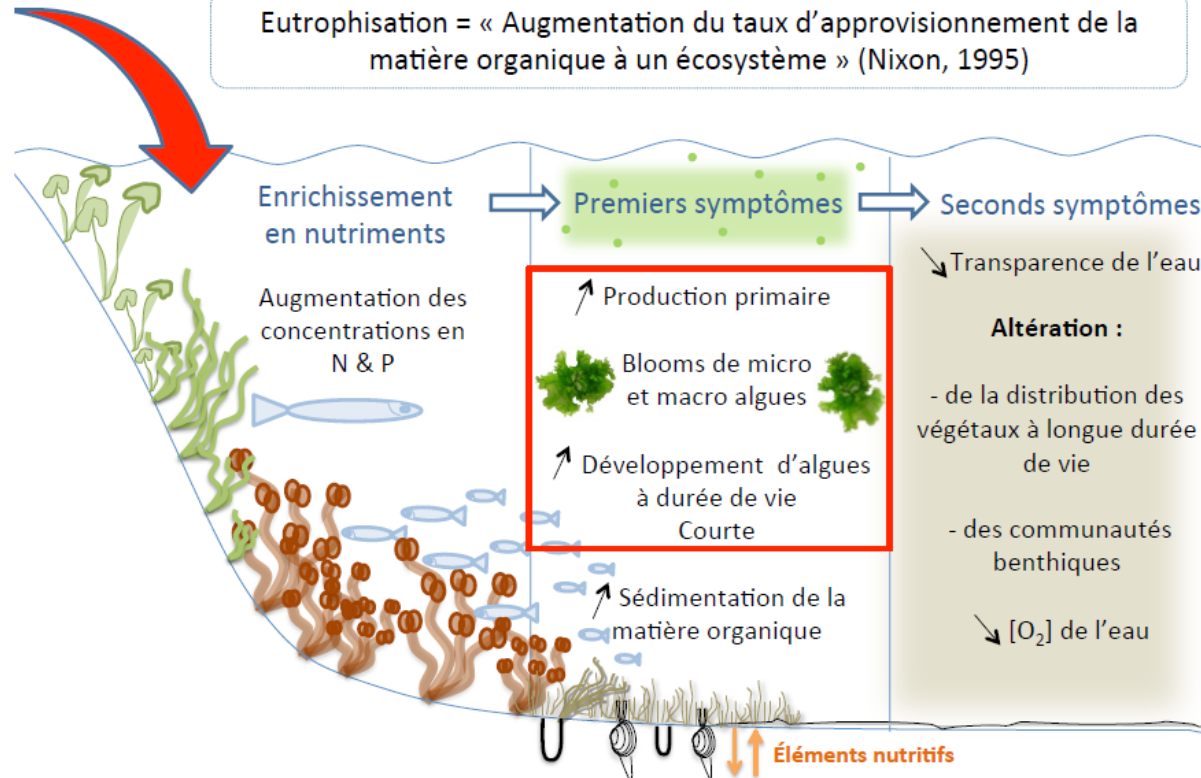 Eutrophisation = « Augmentation du taux d’approvisionnement de la
matière organique à un écosystème » (Nixon, 1995)
Enrichissement
en nutriments
Augmentation des
concentrations en
N & P
Premiers symptômes
↗ Production primaire
Blooms de micro
et macro algues
↗ Développement d’algues
à durée de vie
Courte
↗ Sédimentation de la
matière organique
Seconds symptômes
↘ Transparence de l’eau
Altération :
- de la distribution des
végétaux à longue durée
de vie
- des communautés
benthiques
↘ [O₂] de l’eau
Éléments nutritifs